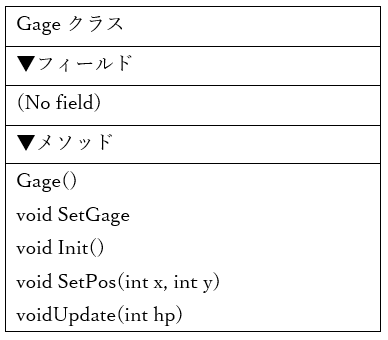 Gage クラス
▼フィールド
(No field)
▼メソッド
Gage()
void SetGage
void Init()
void SetPos(int x, int y)
voidUpdate(int hp)